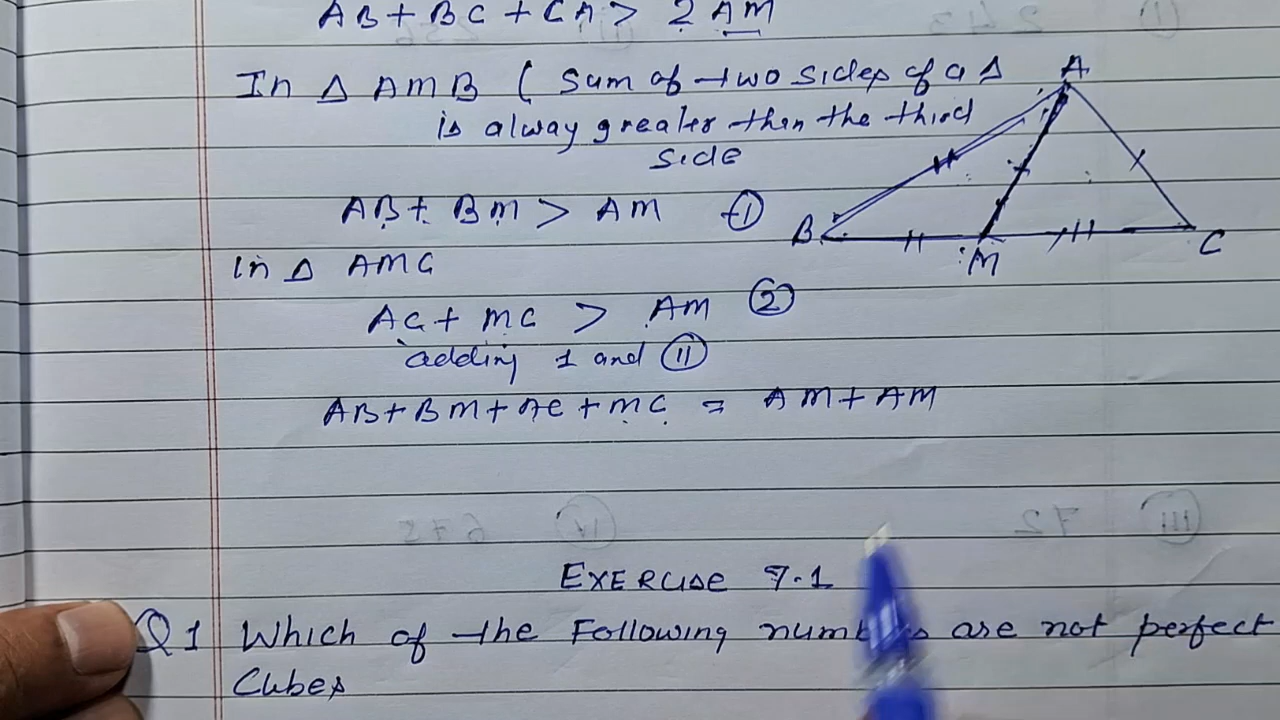 AB + BC + CA > 2 AM
In Δ AMB ( Sum of two sides of a Δ
is alway greater then the third
side
AB + BM > AM - ①
In Δ AMC
AC + MC > AM ②
adding 1 and Ⓘ Ⓘ
AB + BM + AC + MC = AM + AM
A
B
M
C
EXERCISE 7.1
Q1 Which of the Following numbers are not perfect
Cubes